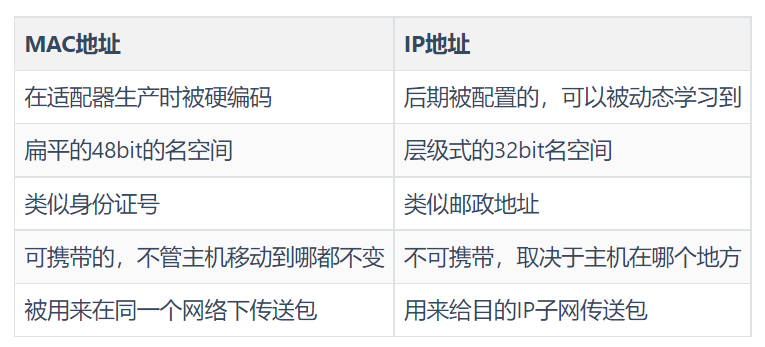 MAC地址 IP地址
在适配器生产时被硬编码 后期被配置的，可以被动态学习到
扁平的48bit的名空间 层级式的32bit名空间
类似身份证号 类似邮政地址
可携带的，不管主机移动到哪都不变 不可携带，取决于主机在哪个地方
被用来在同一个网络下传送包 用来给目的IP子网传送包